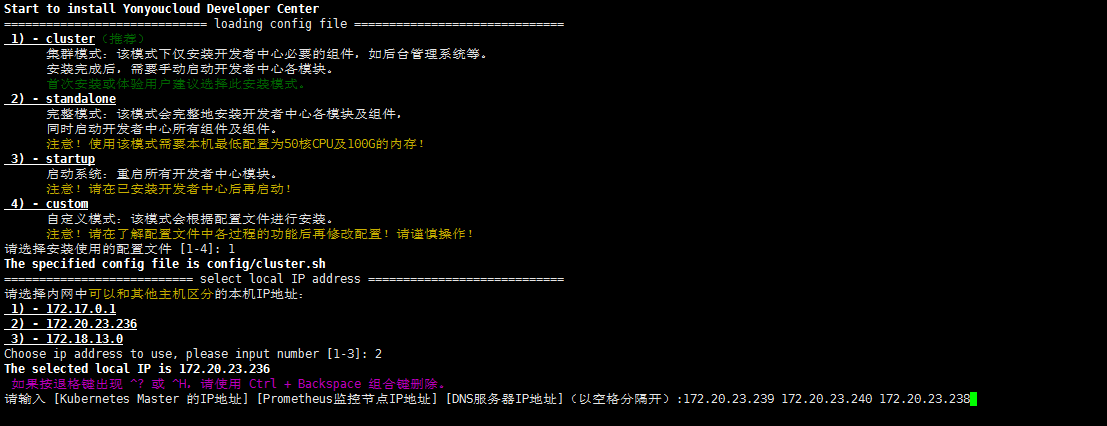 Start to install Yonyoucloud Developer Center
============================= loading config file ==============================
1) - cluster（推荐）
集群模式：该模式下仅安装开发者中心必要的组件，如后台管理系统等。
安装完成后，需要手动启动开发者中心各模块。
首次安装或体验用户建议选择此安装模式。
2) - standalone
完整模式：该模式会完整地安装开发者中心各模块及组件，
同时启动开发者中心所有组件及组件。
注意！使用该模式需要本机最低配置为50核CPU及100G的内存！
3) - startup
启动系统：重启所有开发者中心模块。
注意！请在已安装开发者中心后再启动！
4) - custom
自定义模式：该模式会根据配置文件进行安装。
注意！请在了解配置文件中各过程的功能后再修改配置！请谨慎操作！
请选择安装使用的配置文件 [1-4]: 1
The specified config file is config/cluster.sh
=========================== select local IP address ============================
请选择内网中可以和其他主机区分的本机IP地址：
1) - 172.17.0.1
2) - 172.20.23.236
3) - 172.18.13.0
Choose ip address to use, please input number [1-3]: 2
The selected local IP is 172.20.23.236
如果按退格键出现 ^? 或 ^H，请使用 Ctrl + Backspace 组合键删除。
请输入 [Kubernetes Master 的IP地址] [Prometheus监控节点IP地址] [DNS服务器IP地址]（以空格分隔开）:172.20.23.239 172.20.23.240 172.20.23.238